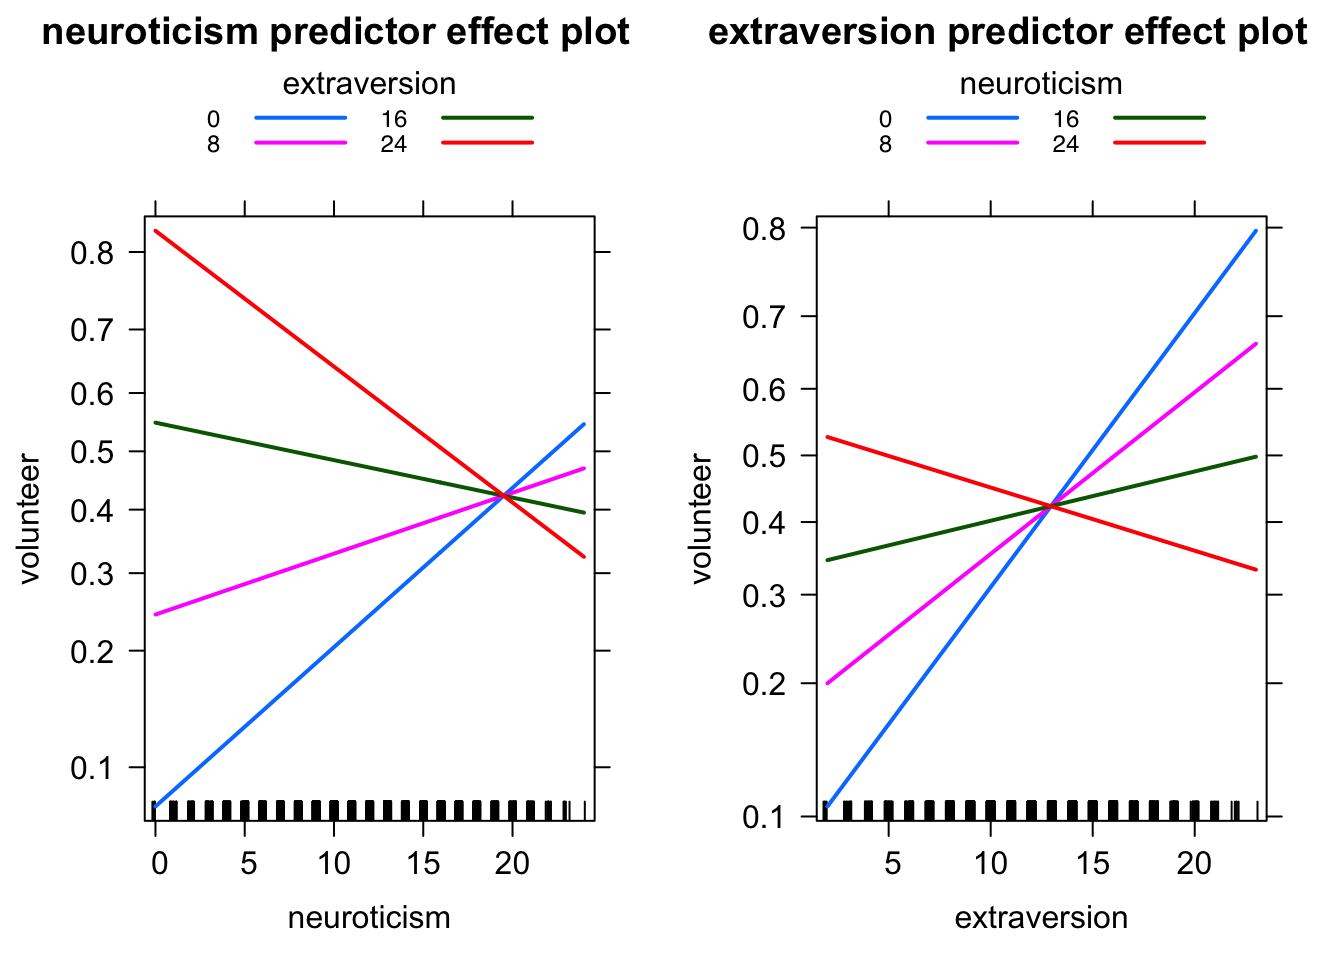 neuroticism predictor effect plot
extraversion
0 16
8 24
0.8
0.7
0.6
0.5
0.4
0.3
0.2
0.1
volunteer
0 5 10 15 20
neuroticism
extraversion predictor effect plot
neuroticism
0 16
8 24
0.8
0.7
0.6
0.5
0.4
0.3
0.2
0.1
volunteer
5 10 15 20
extraversion